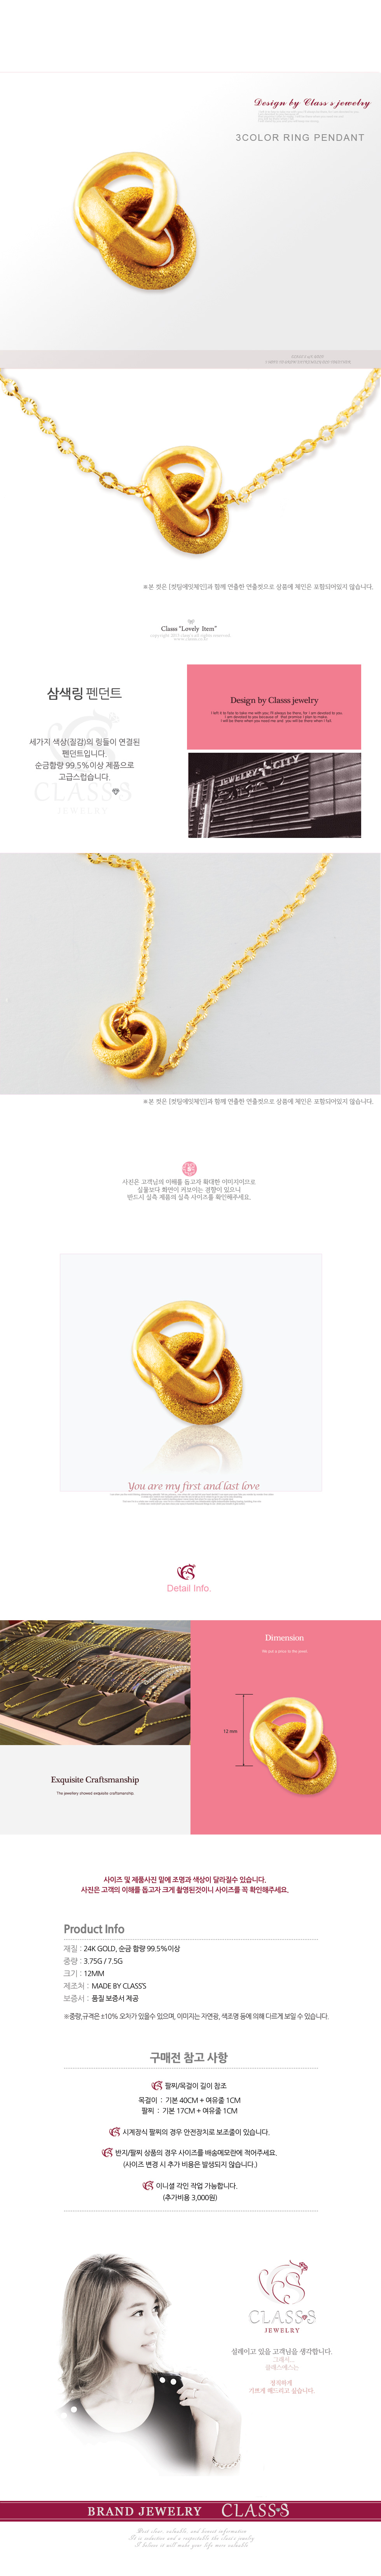 Design by Class s jewelry
3COLOR RING PENDANT
※본 컷은 [컷팅애밋체인]과 함께 연출한 연출컷으로 상품에 체인은 포함되어있지 않습니다.
Classs "Lovely Item"
삼색링 펜던트
세가지 색상(질감)의 링들이 연결된
펜던트입니다.
순금함량 99.5%이상 제품으로
고급스럽습니다.
CLASS'S
JEWELRY
Design by Classs jewelry
JEWELRY CITY
※본 컷은 [컷팅애밋체인]과 함께 연출한 연출컷으로 상품에 체인은 포함되어있지 않습니다.
사진은 고객님의 이해를 돕고자 확대한 이미지이므로
실물보다 화면이 커보이는 경향이 있으니
반드시 실측 제품의 실측 사이즈를 확인해주세요.
You are my first and last love
Detail Info.
Dimension
12 mm
Exquisite Craftsmanship
The jewellery showed exquisite craftsmanship.
사이즈 및 제품사진 밑에 조명과 색상이 달라질수 있습니다.
사진은 고객의 이해를 돕고자 크게 촬영된것이니 사이즈를 꼭 확인해주세요.
Product Info
재질 : 24K GOLD, 순금 함량 99.5%이상
중량 : 3.75G / 7.5G
크기 : 12MM
제조처 : MADE BY CLASS'S
보증서 : 품질 보증서 제공
※중량,규격은 ±10% 오차가 있을수 있으며, 이미지는 자연광, 색조명 등에 의해 다르게 보일 수 있습니다.
구매전 참고 사항
팔찌/목걸이 길이 참조
목걸이 : 기본 40CM + 여유줄 1CM
팔찌 : 기본 17CM + 여유줄 1CM
시계장식 팔찌의 경우 안전장치로 보조줄이 있습니다.
반지/팔찌 상품의 경우 사이즈를 배송메모란에 적어주세요.
(사이즈 변경 시 추가 비용은 발생되지 않습니다.)
이니셜 각인 작업 가능합니다.
(추가비용 3,000원)
CLASS'S
JEWELRY
설레이고 있을 고객님을 생각합니다.
그래서..
클래스에스는
정직하게
기쁘게 해드리고 싶습니다.
BRAND JEWELRY CLASS'S